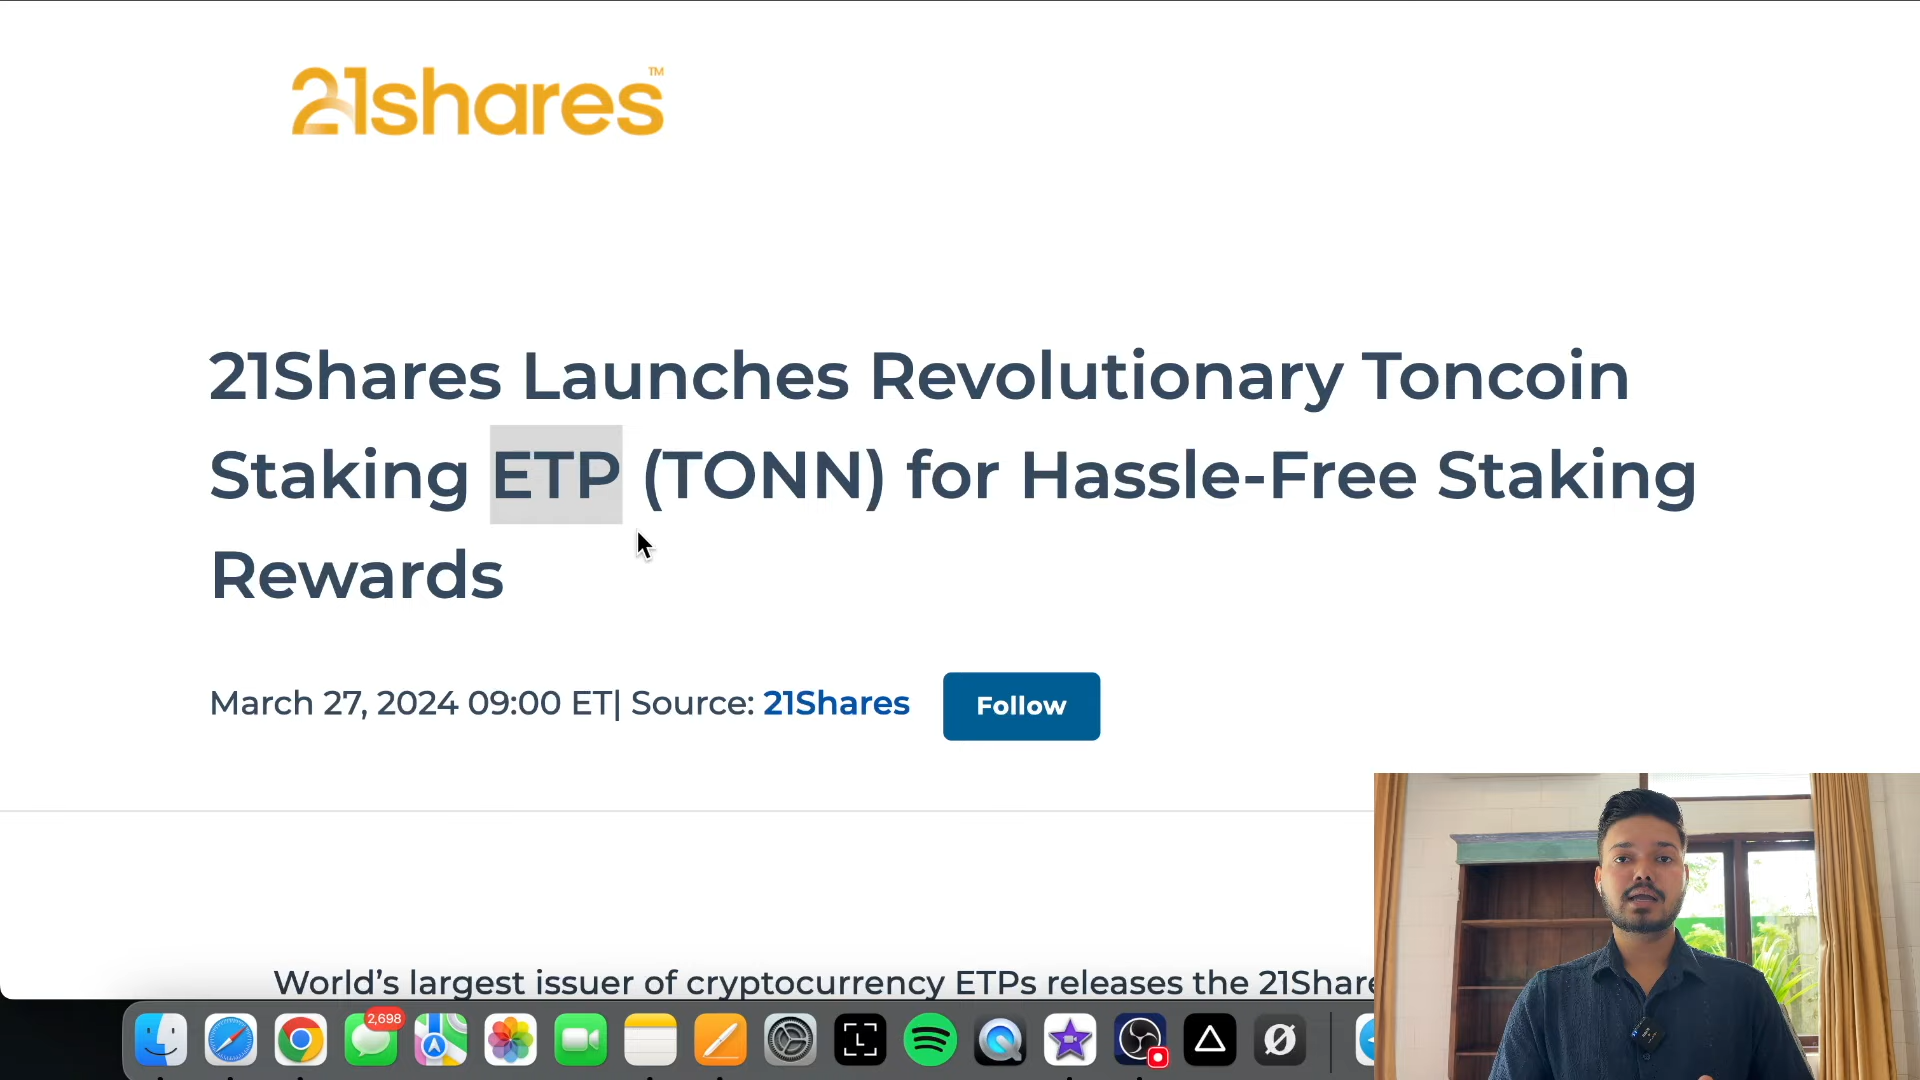 21shares™
21Shares Launches Revolutionary Toncoin
Staking ETP (TONN) for Hassle-Free Staking
Rewards
March 27, 2024 09:00 ET| Source: 21Shares
Follow
World's largest issuer of cryptocurrency ETPs releases the 21Share
2,698